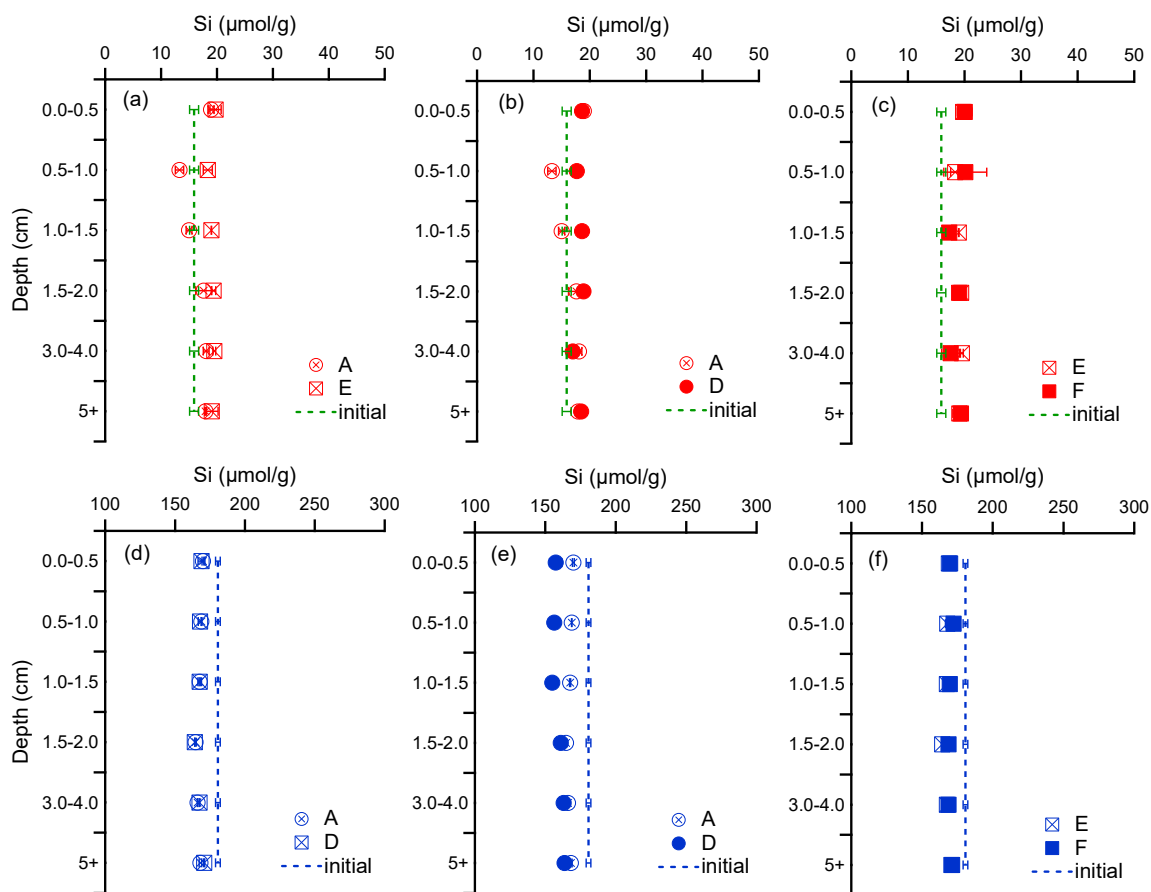 Si (µmol/g)
0 10 20 30 40 50
(a)
Depth (cm)
0.0-0.5
0.5-1.0
1.0-1.5
1.5-2.0
3.0-4.0
5+
A
E
initial
Si (µmol/g)
0 10 20 30 40 50
(b)
0.0-0.5
0.5-1.0
1.0-1.5
1.5-2.0
3.0-4.0
5+
A
D
initial
Si (µmol/g)
0 10 20 30 40 50
(c)
0.0-0.5
0.5-1.0
1.0-1.5
1.5-2.0
3.0-4.0
5+
E
F
initial
Si (µmol/g)
100 150 200 250 300
(d)
Depth (cm)
0.0-0.5
0.5-1.0
1.0-1.5
1.5-2.0
3.0-4.0
5+
A
D
initial
Si (µmol/g)
100 150 200 250 300
(e)
0.0-0.5
0.5-1.0
1.0-1.5
1.5-2.0
3.0-4.0
5+
A
D
initial
Si (µmol/g)
100 150 200 250 300
(f)
0.0-0.5
0.5-1.0
1.0-1.5
1.5-2.0
3.0-4.0
5+
E
F
initial